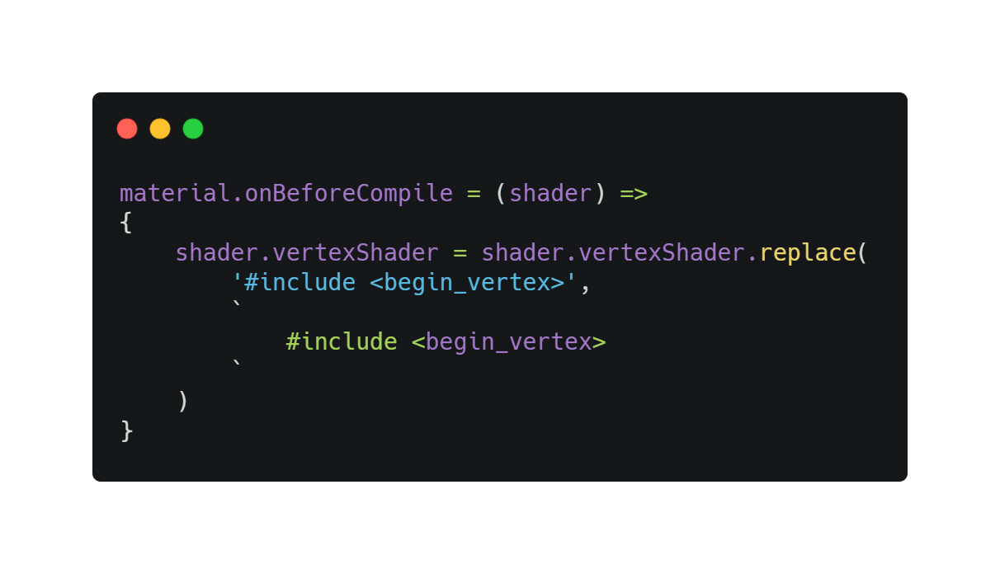 material.onBeforeCompile = (shader) =>
{
    shader.vertexShader = shader.vertexShader.replace(
        '#include <begin_vertex>',
        `
            #include <begin_vertex>
        `
    )
}